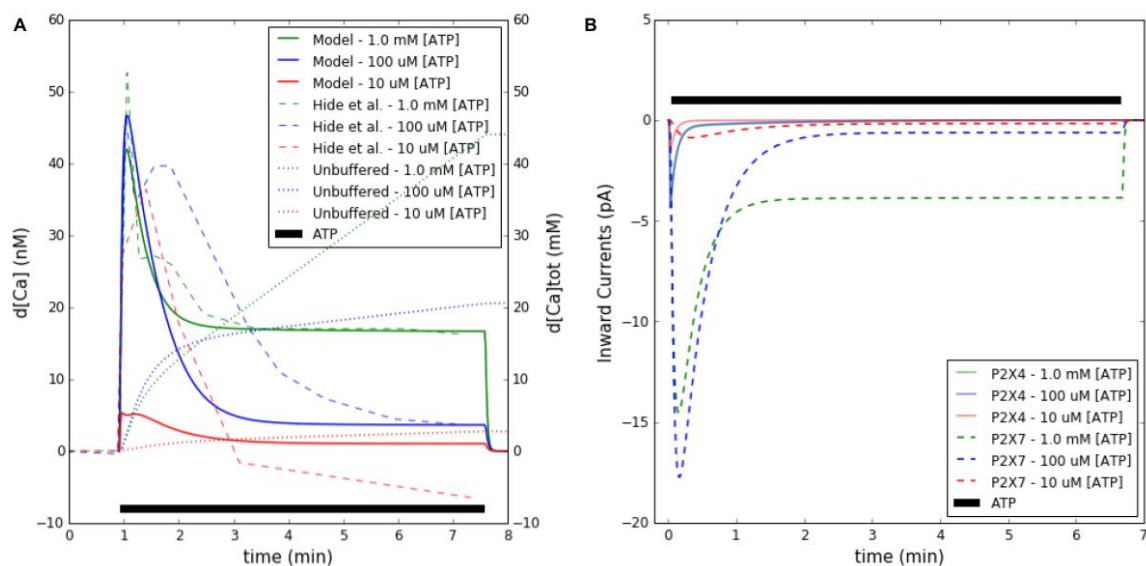 A
60
50
40
30
20
10
0
−10
d[Ca] (nM)
0 1 2 3 4 5 6 7 8
time (min)
60
50
40
30
20
10
0
−10
d[Ca]tot (mM)
Model - 1.0 mM [ATP]
Model - 100 uM [ATP]
Model - 10 uM [ATP]
Hide et al. - 1.0 mM [ATP]
Hide et al. - 100 uM [ATP]
Hide et al. - 10 uM [ATP]
Unbuffered - 1.0 mM [ATP]
Unbuffered - 100 uM [ATP]
Unbuffered - 10 uM [ATP]
ATP
B
5
0
−5
−10
−15
−20
Inward Currents (pA)
0 1 2 3 4 5 6 7
time (min)
P2X4 - 1.0 mM [ATP]
P2X4 - 100 uM [ATP]
P2X4 - 10 uM [ATP]
P2X7 - 1.0 mM [ATP]
P2X7 - 100 uM [ATP]
P2X7 - 10 uM [ATP]
ATP